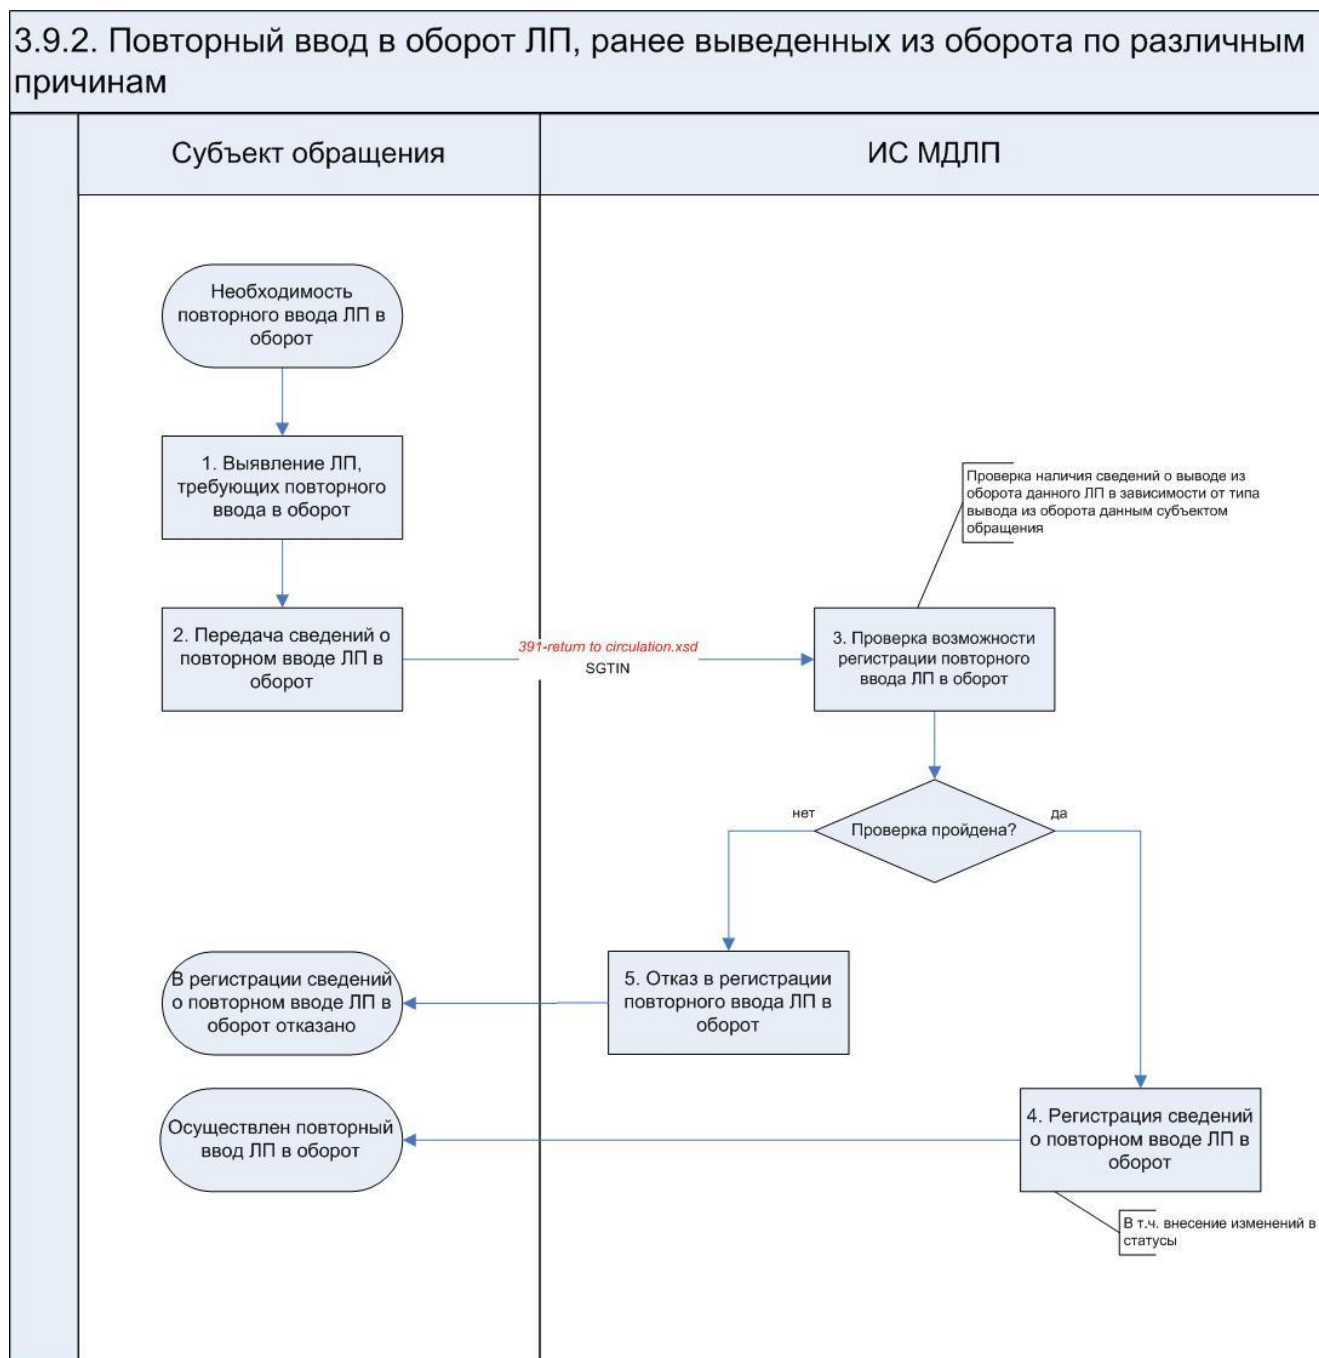 3.9.2. Повторный ввод в оборот ЛП, ранее выведенных из оборота по различным
причинам
Субъект обращения
ИС МДЛП
Необходимость
повторного ввода ЛП в
оборот
1. Выявление ЛП,
требующих повторного
ввода в оборот
Проверка наличия сведений о выводе из
оборота данного ЛП в зависимости от типа
вывода из оборота данным субъектом
обращения
2. Передача сведений о
повторном вводе ЛП в
оборот
391-return to circulation.xsd
SGTIN
3. Проверка возможности
регистрации повторного
ввода ЛП в оборот
нет
да
Проверка пройдена?
В регистрации сведений
о повторном вводе ЛП в
оборот отказано
5. Отказ в регистрации
повторного ввода ЛП в
оборот
Осуществлен повторный
ввод ЛП в оборот
4. Регистрация сведений
о повторном вводе ЛП в
оборот
В т.ч. внесение изменений в
статусы